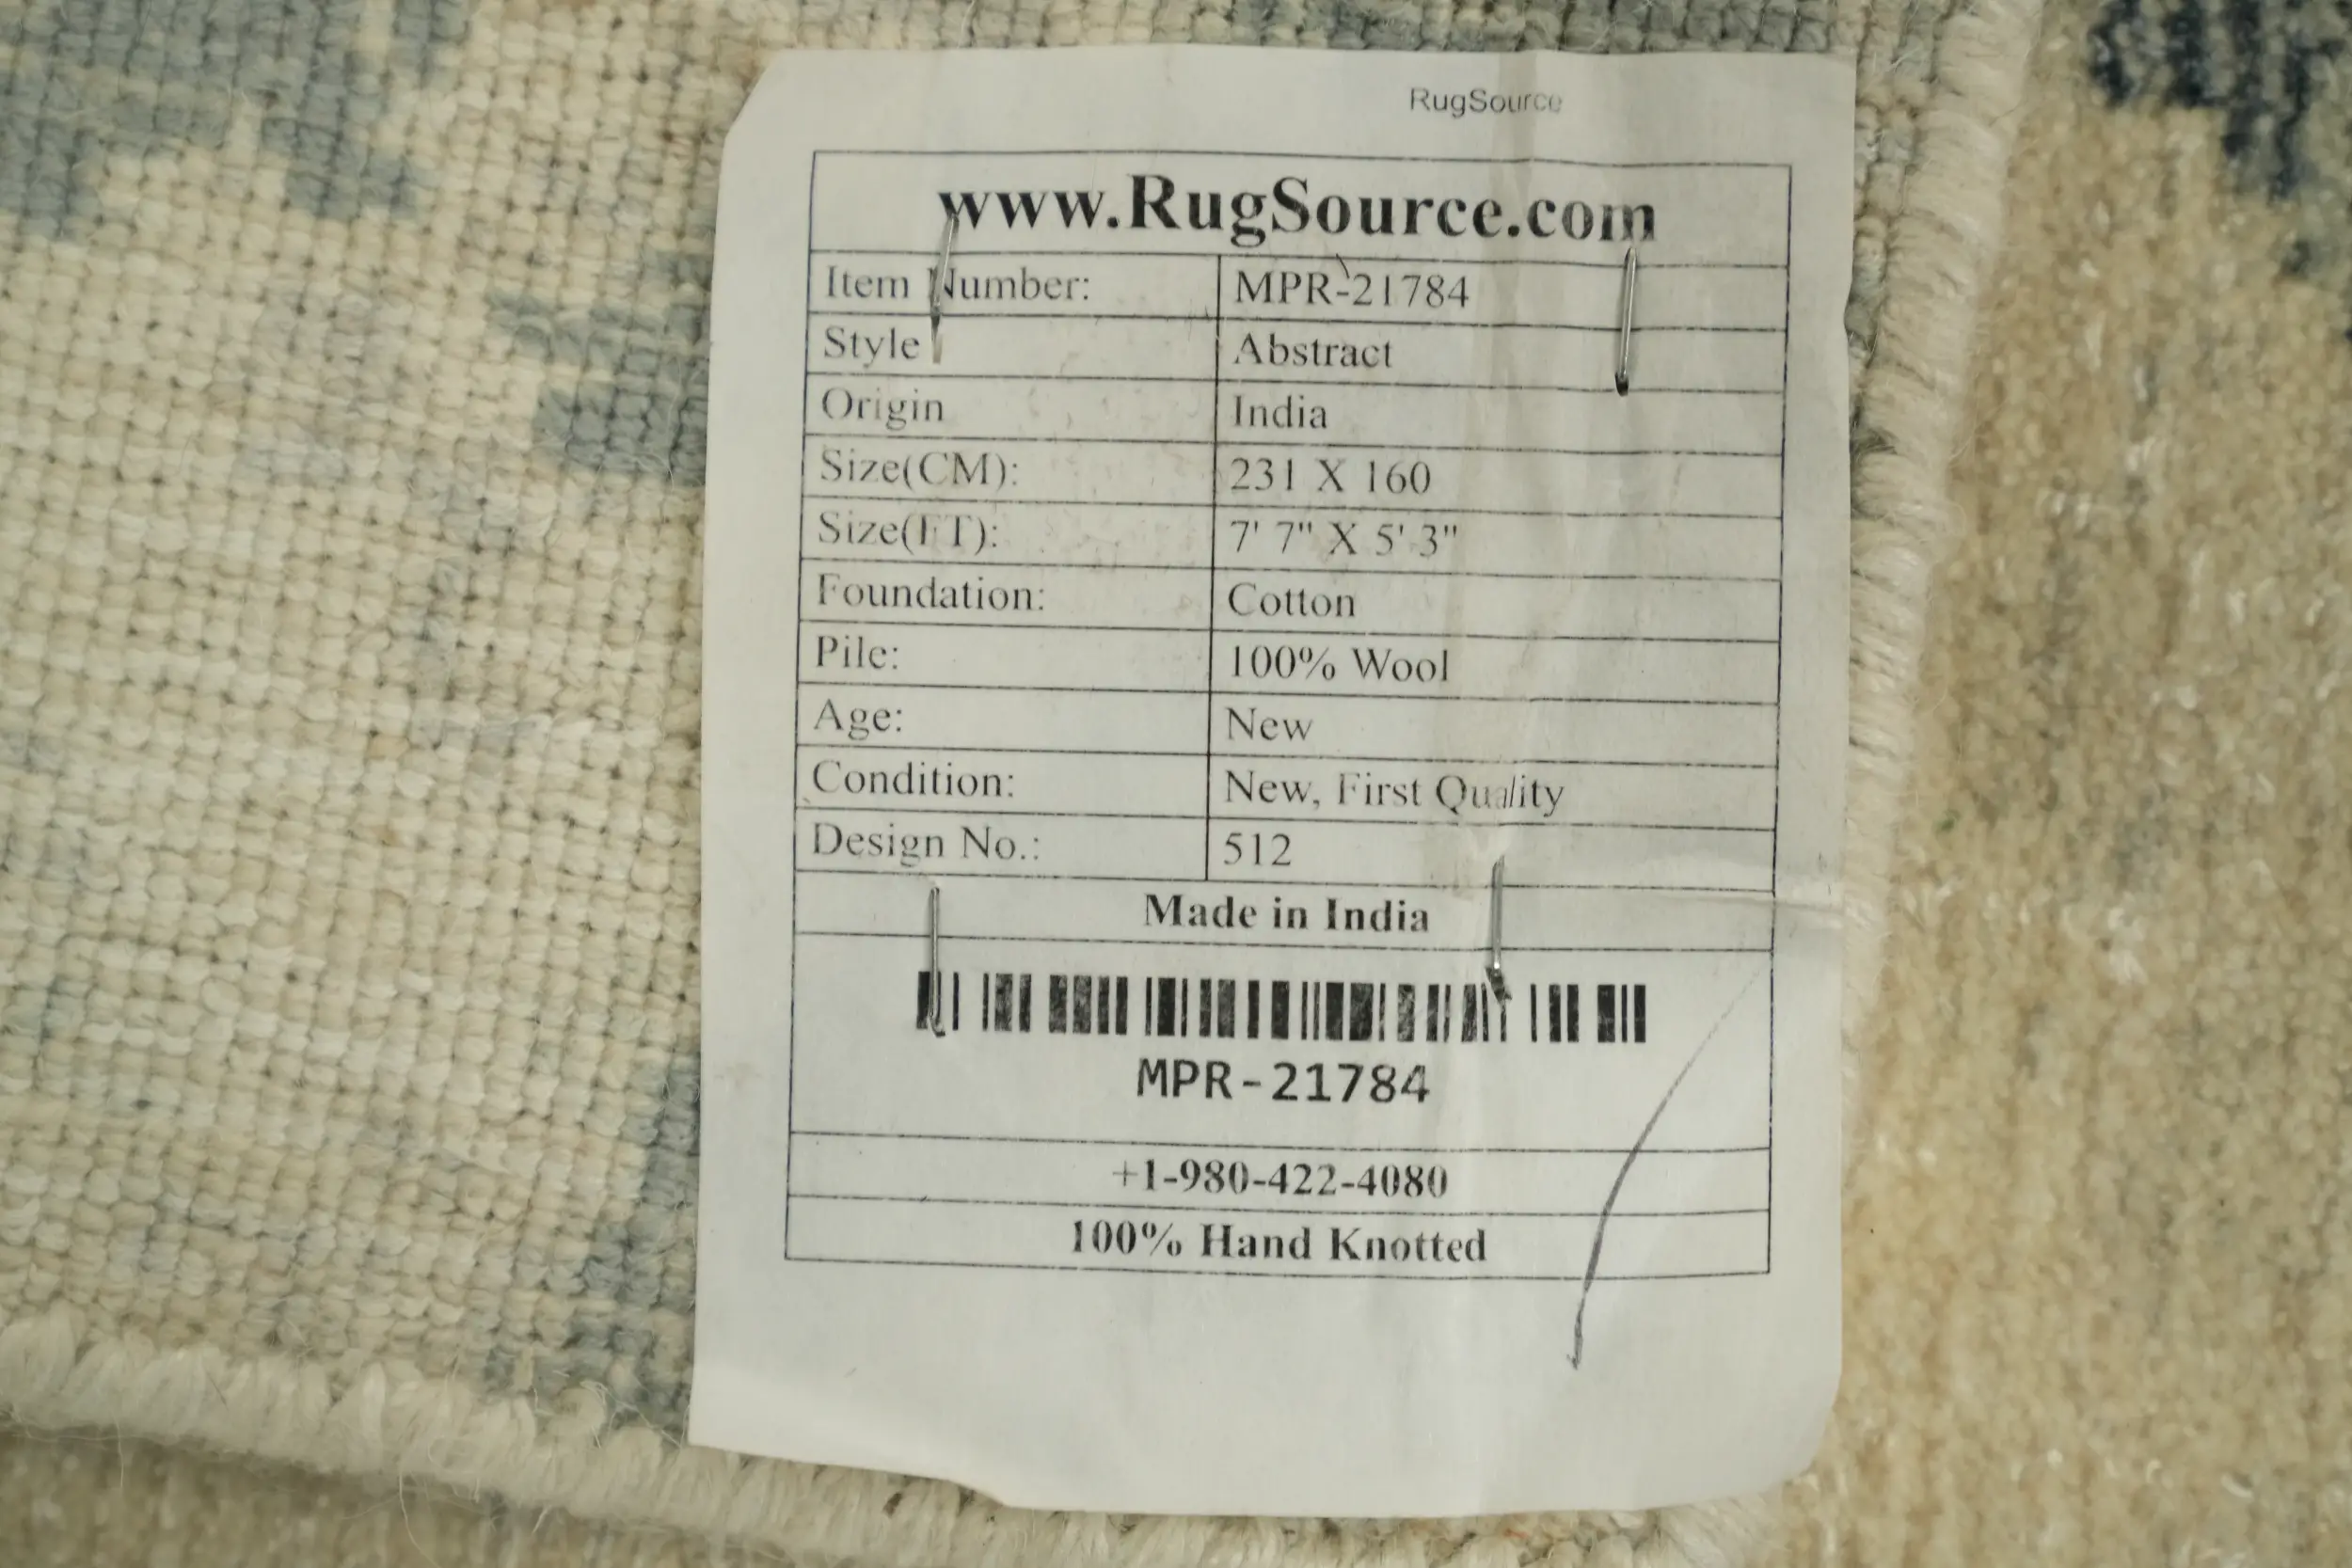 RugSource
www.RugSource.com
Item Number: MPR-21784
Style Abstract
Origin India
Size(CM): 231 X 160
Size(FT): 7' 7" X 5' 3"
Foundation: Cotton
Pile: 100% Wool
Age: New
Condition: New, First Quality
Design No.: 512
Made in India
MPR-21784
+1-980-422-4080
100% Hand Knotted